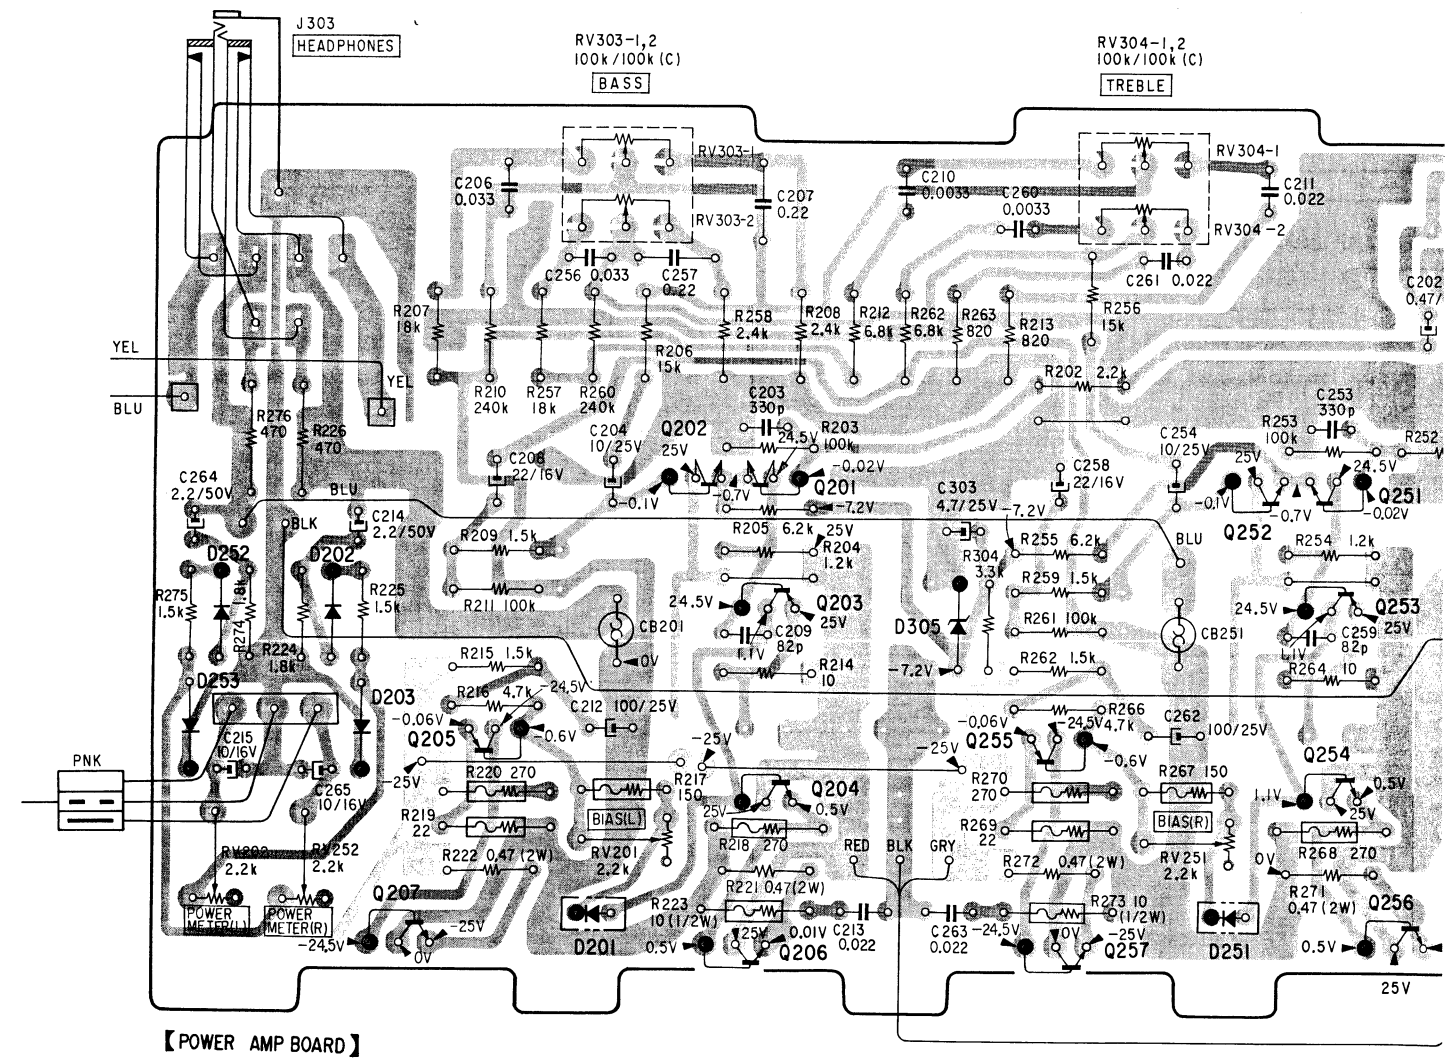 J303
HEADPHONES
RV303-1,2
100k/100k (C)
BASS
RV304-1,2
100k/100k (C)
TREBLE
RV303-1
RV303-2
RV304-1
RV304-2
C206
0.033
C207
0.22
C210
0.0033
C260
0.0033
C211
0.022
C256 0.033
C257
0.22
C261 0.022
C202
0.47/
R207
18k
R258
2.4k
R208
2.4k
R212
6.8k
R262
6.8k
R263
820
R213
820
R256
15k
YEL
YEL
BLU
R206
15k
R210
240k
R257
18k
R260
240k
R202 2.2k
C203
330p
C253
330p
R276
470
R226
470
C204
10/25V
Q202
25V
24.5V
R203
100k
C254
10/25V
R253
100k
R252
C264
2.2/50V
C208
22/16V
-0.02V
C258
22/16V
25V
24.5V
BLU
-0.1V
-0.7V
Q201
-7.2V
C303
4.7/25V
-7.2V
-0.1V
-0.7V
Q251
-0.02V
Q252
BLK
C214
2.2/50V
R209 1.5k
R205 6.2k
25V
R204
1.2k
R304
3.3k
R255 6.2k
BLU
R254 1.2k
D252
D202
R275
1.5k
1.8k
R274
R225
1.5k
R259 1.5k
R211 100k
24.5V
Q203
25V
24.5V
Q253
25V
CB201
D305
R261 100k
CB251
R224
1.8k
C209
82p
1.1V
C259
82p
1.1V
0V
R215 1.5k
R214
10
-7.2V
R262 1.5k
R264 10
D253
D203
R216 4.7k
-24.5V
C212 100/25V
-0.06V
Q205
-0.6V
-0.06V
Q255
-24.5V
R266
4.7k
-0.6V
C262
100/25V
C215
10/16V
PNK
-25V
-25V
-25V
Q254
C265
10/16V
R220 270
R217
150
Q204
0.5V
25V
R270
270
R267 150
1.1V
0.5V
25V
R219
22
BIAS(L)
R218 270
RED
BLK
GRY
R269
22
BIAS(R)
R268 270
RV202
2.2k
RV252
2.2k
R222 0.47(2W)
RV201
2.2k
R272 0.47(2W)
RV251
2.2k
0V
R221 0.47(2W)
R271
0.47(2W)
Q207
R223
10(1/2W)
R273 10
(1/2W)
Q256
POWER
METER(L)
POWER
METER(R)
-24.5V
-25V
0V
D201
0.5V
25V
0.01V
Q206
C213
0.022
C263
0.022
-24.5V
0V
-25V
Q257
D251
0.5V
25V
【POWER AMP BOARD】